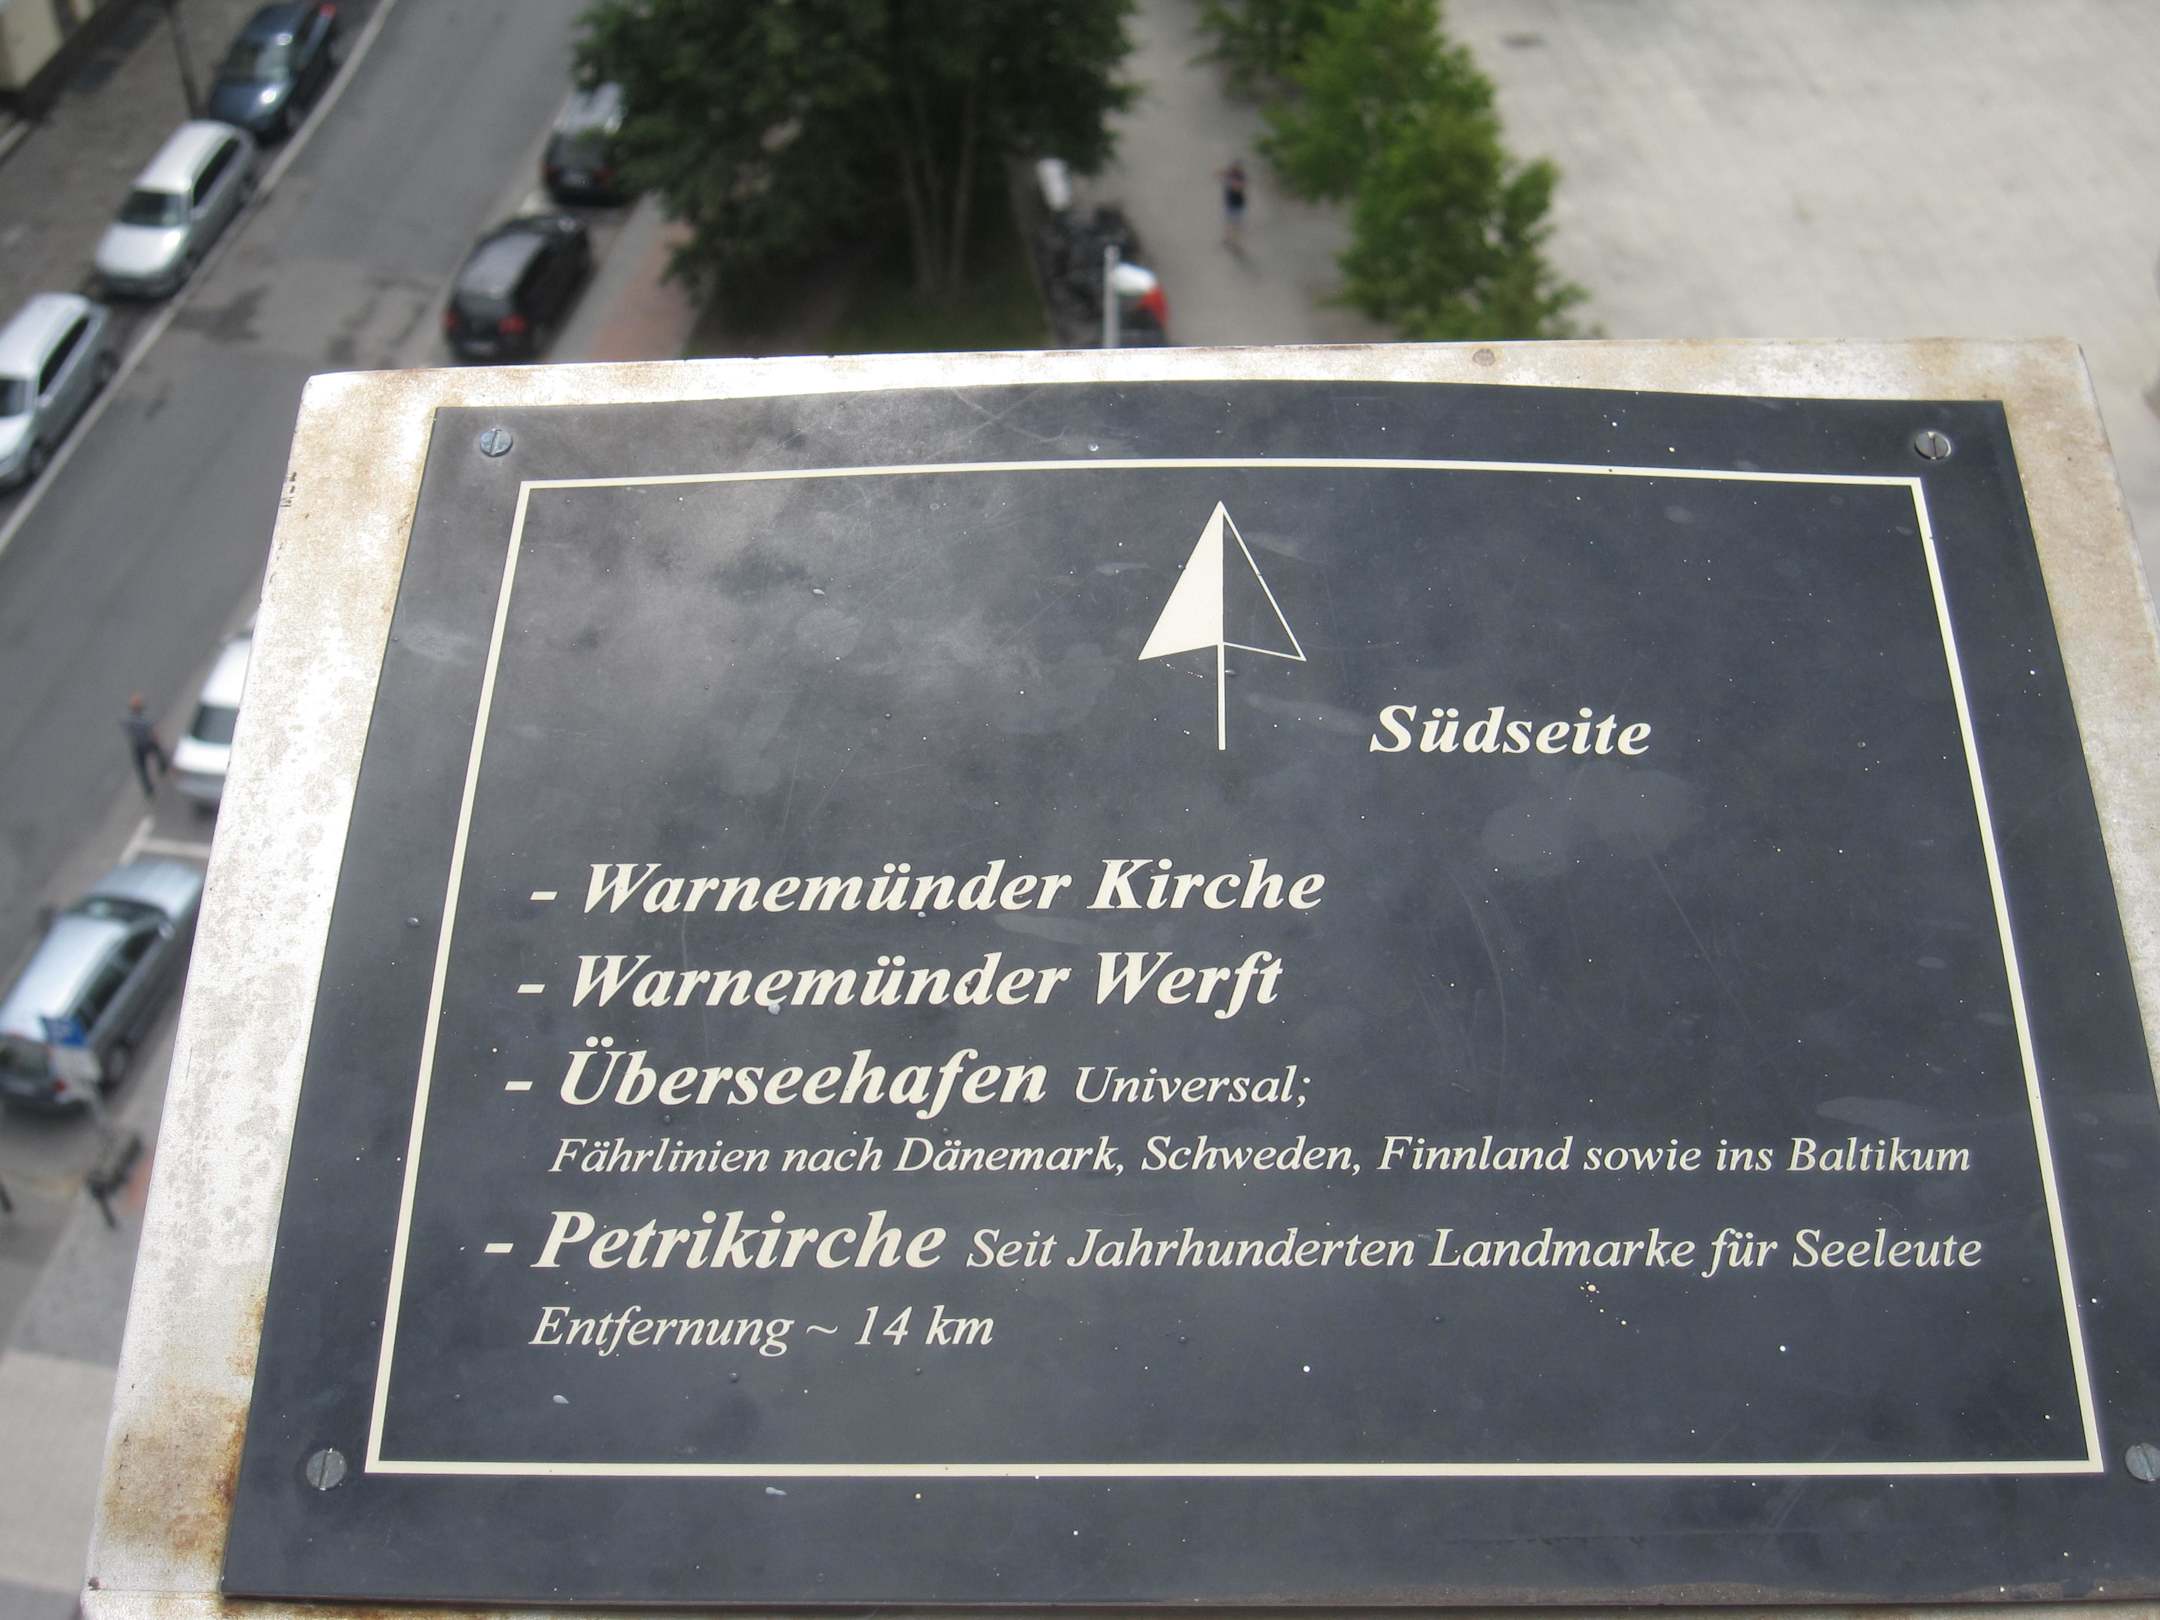 Südseite
- Warnemünder Kirche
- Warnemünder Werft
- Überseehafen Universal;
Fährlinien nach Dänemark, Schweden, Finnland sowie ins Baltikum
- Petrikirche Seit Jahrhunderten Landmarke für Seeleute
Entfernung ~ 14 km